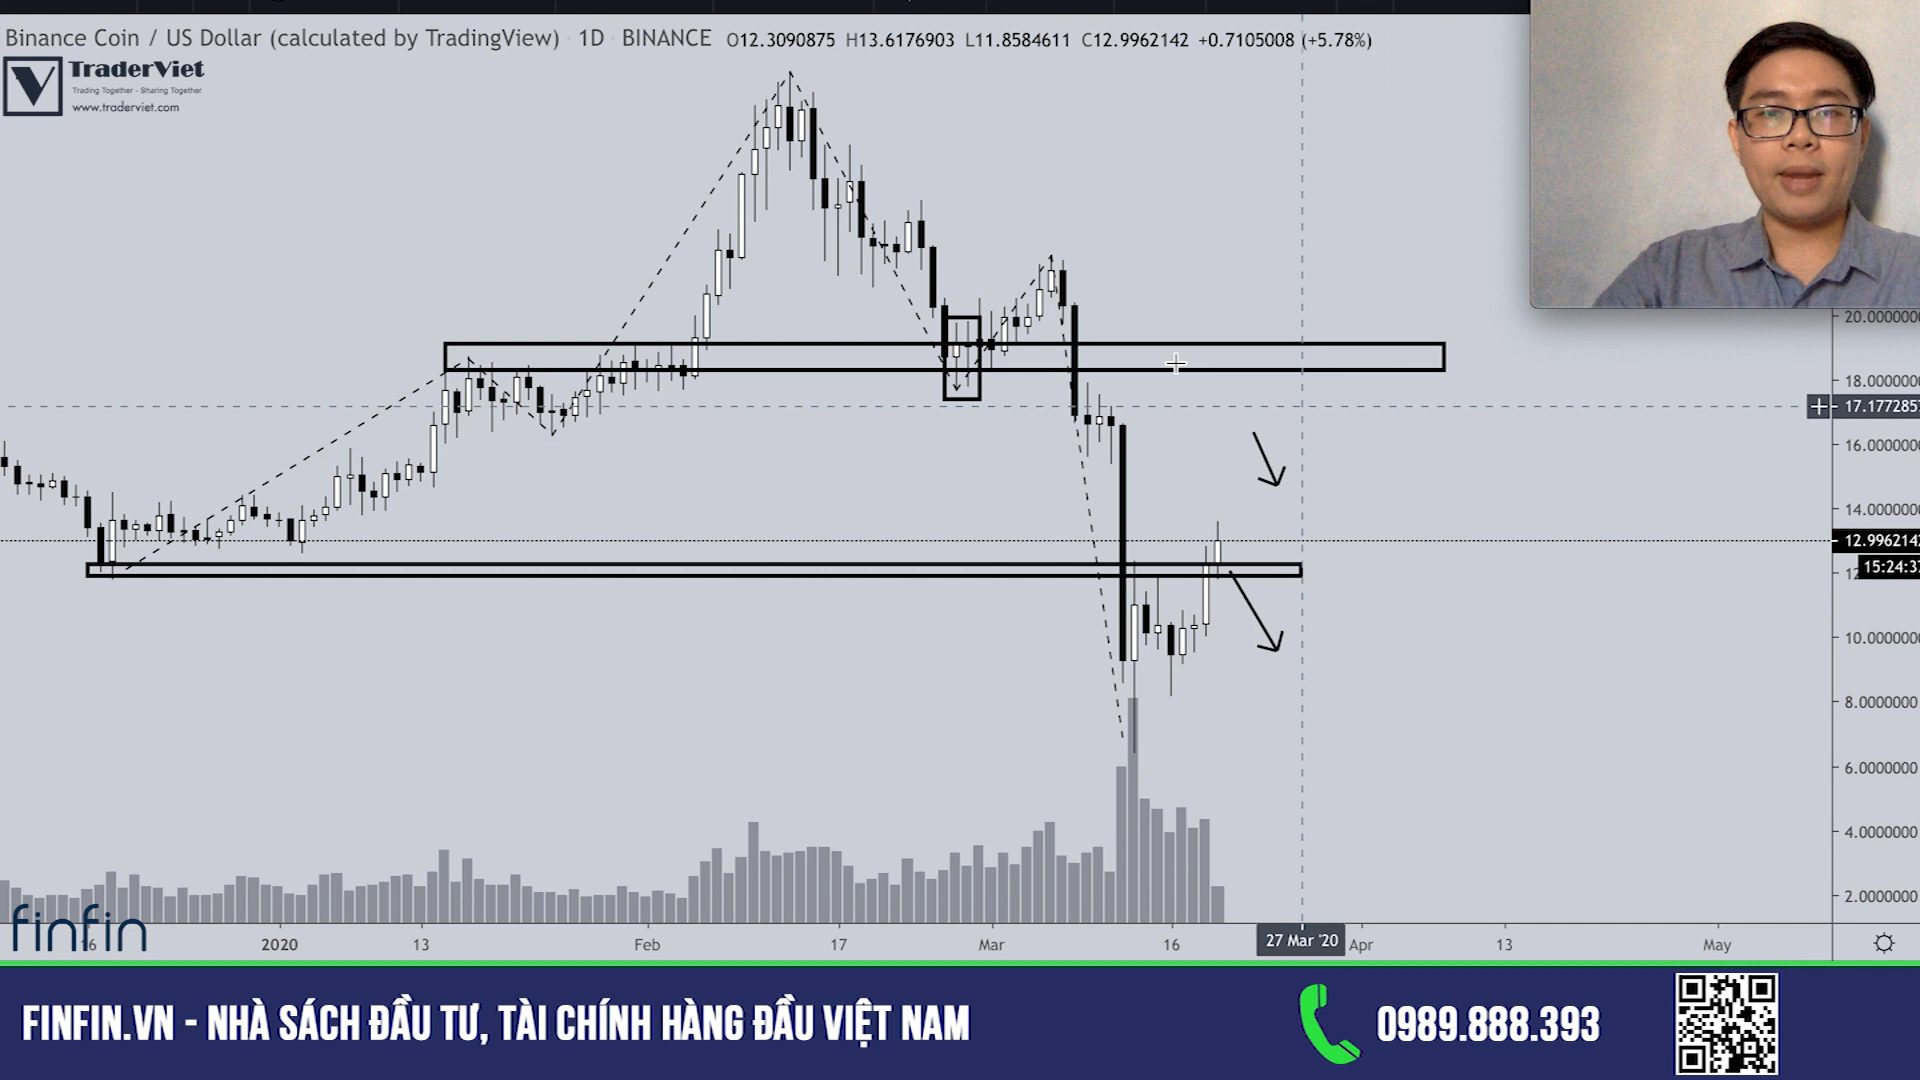 Binance Coin / US Dollar (calculated by TradingView) · 1D · BINANCE O12.3090875 H13.6176903 L11.8584611 C12.9962142 +0.7105008 (+5.78%)
TraderViet
Trading Together - Sharing Together
www.traderviet.com
20.0000000
18.0000000
17.177285
16.0000000
14.0000000
12.9962142
15:24:37
10.0000000
8.0000000
6.0000000
4.0000000
2.0000000
finfin
2020 13 Feb 17 Mar 16 27 Mar '20 Apr 13 May
FINFIN.VN - NHÀ SÁCH ĐẦU TƯ, TÀI CHÍNH HÀNG ĐẦU VIỆT NAM
0989.888.393